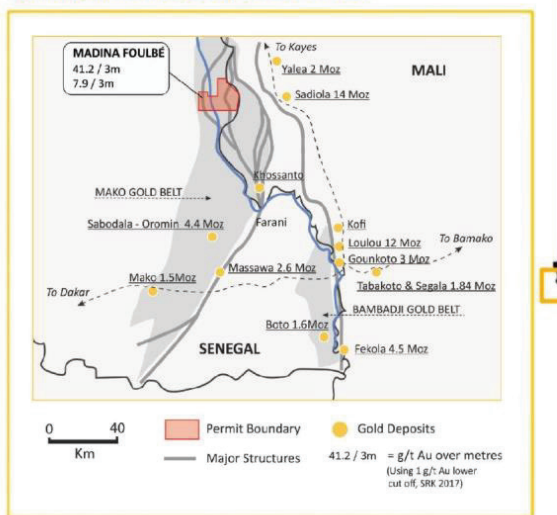 To Kayes
MADINA FOULBÉ
41.2 / 3m
7.9 / 3m
Yalea 2 Moz
MALI
Sadiola 14 Moz
Khossanto
MAKO GOLD BELT
Farani
Sabodala - Oromin 4.4 Moz
Kofi
Loulou 12 Moz
To Bamako
Gounkoto 3 Moz
Massawa 2.6 Moz
Tabakoto & Segala 1.84 Moz
Mako 1.5Moz
To Dakar
BAMBADJI GOLD BELT
Boto 1.6Moz
SENEGAL
Fekola 4.5 Moz
0 40
Km
Permit Boundary
Gold Deposits
Major Structures
41.2 / 3m = g/t Au over metres
(Using 1 g/t Au lower
cut off, SRK 2017)